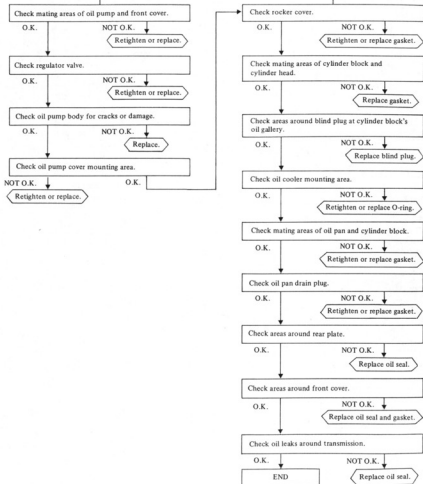 Check mating areas of oil pump and front cover.
O.K. NOT O.K.
Retighten or replace.
Check regulator valve.
O.K. NOT O.K.
Retighten or replace.
Check oil pump body for cracks or damage.
O.K. NOT O.K.
Replace.
Check oil pump cover mounting area.
NOT O.K. O.K.
Retighten or replace.
Check rocker cover.
O.K. NOT O.K.
Retighten or replace gasket.
Check mating areas of cylinder block and
cylinder head.
O.K. NOT O.K.
Replace gasket.
Check areas around blind plug at cylinder block's
oil gallery.
O.K. NOT O.K.
Replace blind plug.
Check oil cooler mounting area.
O.K. NOT O.K.
Retighten or replace O-ring.
Check mating areas of oil pan and cylinder block.
O.K. NOT O.K.
Retighten or replace gasket.
Check oil pan drain plug.
O.K. NOT O.K.
Retighten or replace gasket.
Check areas around rear plate.
O.K. NOT O.K.
Replace oil seal.
Check areas around front cover.
O.K. NOT O.K.
Replace oil seal and gasket.
Check oil leaks around transmission.
O.K. NOT O.K.
END Replace oil seal.